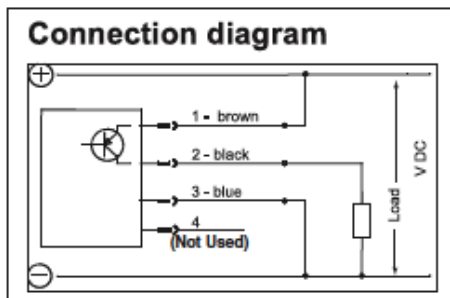 Connection diagram
+
1 - brown
2 - black
3 - blue
4
(Not Used)
Load
V DC
−